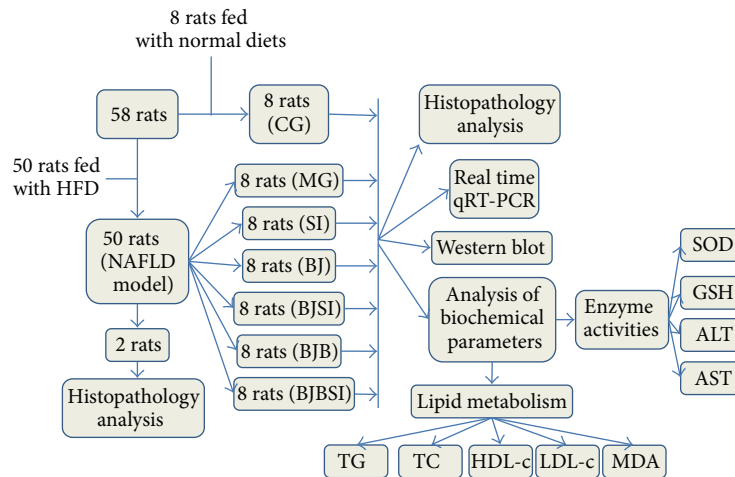 8 rats fed
with normal diets
58 rats
8 rats
(CG)
50 rats fed
with HFD
50 rats
(NAFLD
model)
2 rats
Histopathology
analysis
8 rats (MG)
8 rats (SI)
8 rats (BJ)
8 rats (BJSI)
8 rats (BJB)
8 rats (BJBSI)
Histopathology
analysis
Real time
qRT-PCR
Western blot
Analysis of
biochemical
parameters
Enzyme
activities
SOD
GSH
ALT
AST
Lipid metabolism
TG
TC
HDL-c
LDL-c
MDA